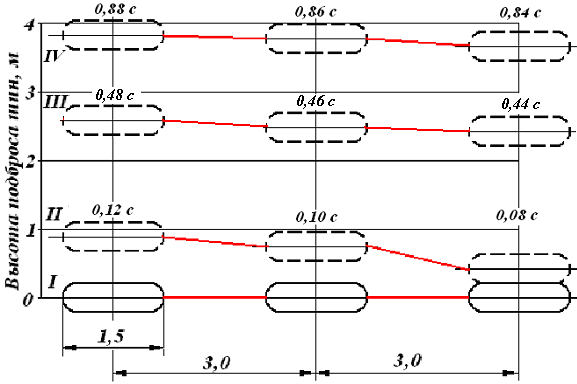 Высота подброса шин, м
4 0,88 с 0,86 с 0,84 с
IV
3
III 0,48 с 0,46 с 0,44 с
2
II 0,12 с 0,10 с 0,08 с
1
I
0
1,5
3,0 3,0